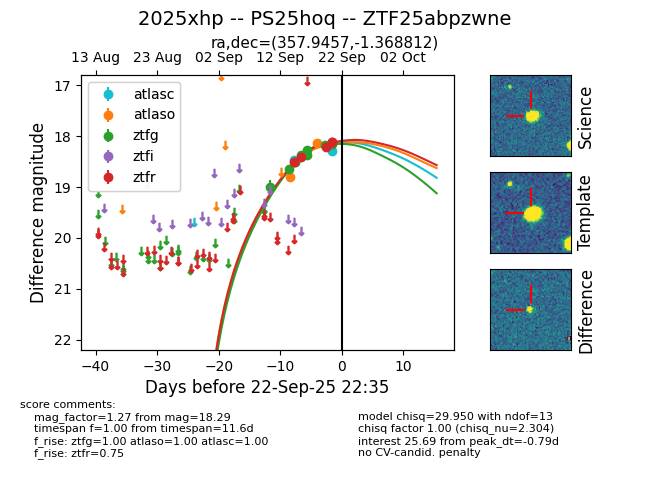 2025xhp -- PS25hoq -- ZTF25abpzwne
ra,dec=(357.9457,-1.368812)
13 Aug 23 Aug 02 Sep 12 Sep 22 Sep 02 Oct
17
18
19
20
21
22
Difference magnitude
atlasc
atlaso
ztfg
ztfi
ztfr
−40 −30 −20 −10 0 10
Days before 22-Sep-25 22:35
Science
Template
Difference
score comments:
mag_factor=1.27 from mag=18.29
timespan f=1.00 from timespan=11.6d
f_rise: ztfg=1.00 atlaso=1.00 atlasc=1.00
f_rise: ztfr=0.75
model chisq=29.950 with ndof=13
chisq factor 1.00 (chisq_nu=2.304)
interest 25.69 from peak_dt=-0.79d
no CV-candid. penalty